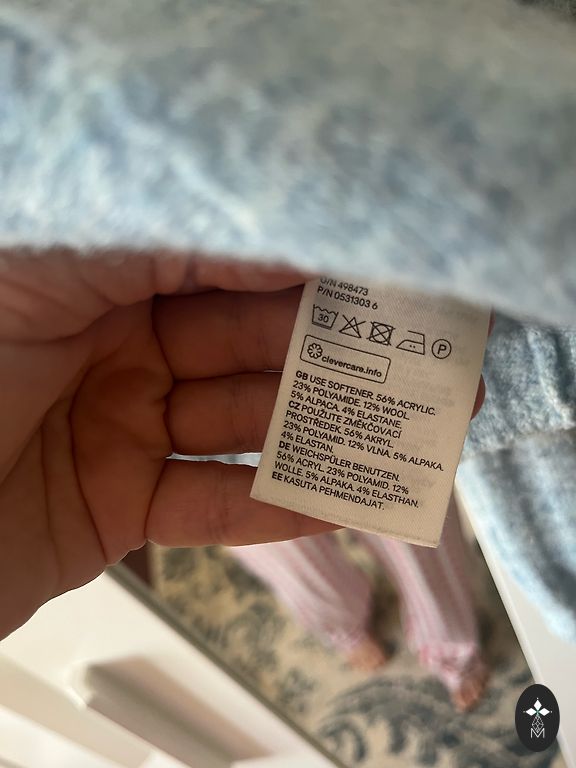 O/N 498473
P/N 0531303 6
30
P
clevercare.info
GB USE SOFTENER. 56% ACRYLIC.
23% POLYAMIDE. 12% WOOL.
5% ALPACA. 4% ELASTANE.
CZ POUŽIJTE ZMĚKČOVACÍ
PROSTŘEDEK. 56% AKRYL.
23% POLYAMID. 12% VLNA. 5% ALPAKA.
4% ELASTAN.
DE WEICHSPÜLER BENUTZEN.
56% ACRYL. 23% POLYAMID. 12%
WOLLE. 5% ALPAKA. 4% ELASTHAN.
EE KASUTA PEHMENDAJAT.
M